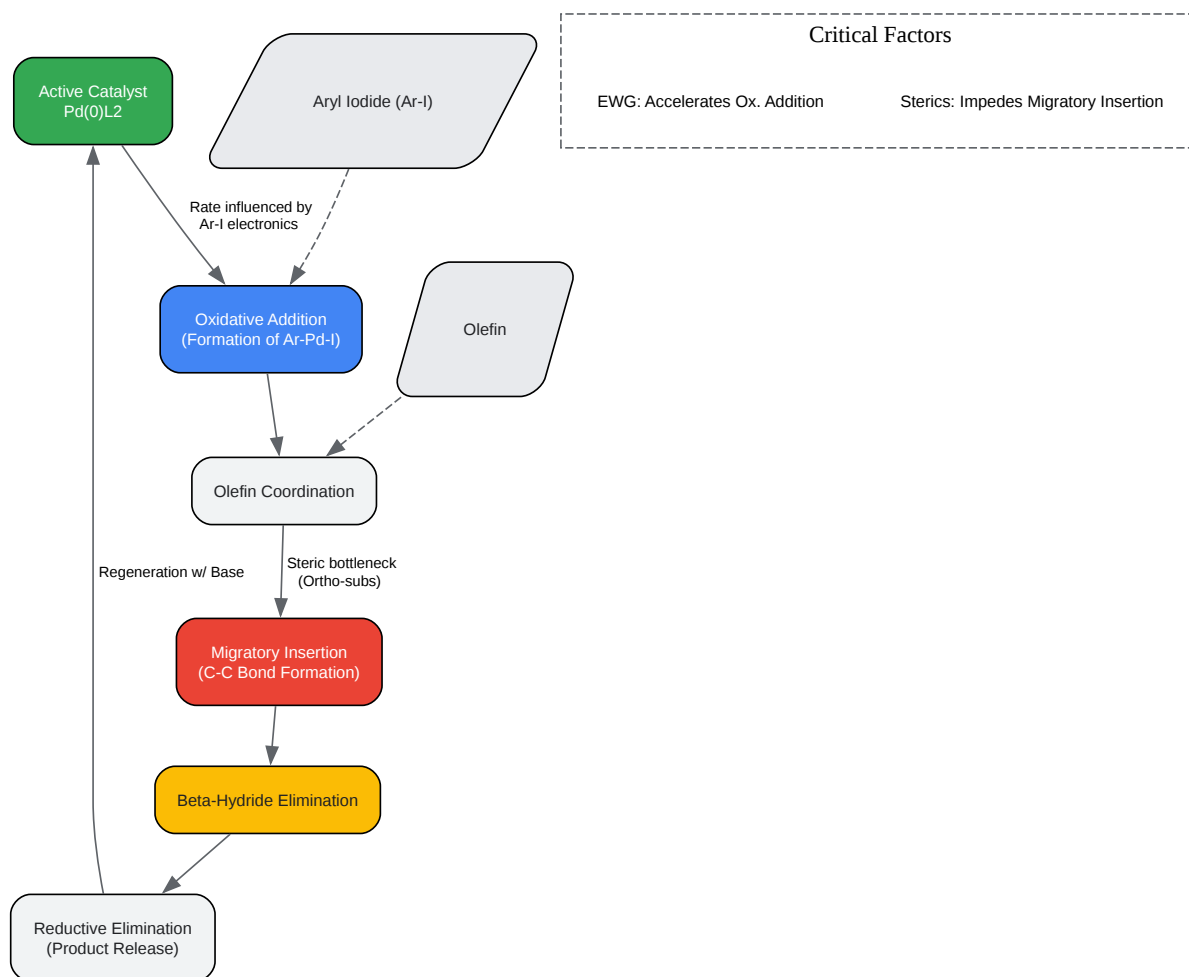 Critical Factors
EWG: Accelerates Ox. Addition
Sterics: Impedes Migratory Insertion
Active Catalyst
Pd(0)L2
Aryl Iodide (Ar-I)
Rate influenced by
Ar-I electronics
Oxidative Addition
(Formation of Ar-Pd-I)
Olefin
Olefin Coordination
Steric bottleneck
(Ortho-subs)
Regeneration w/ Base
Migratory Insertion
(C-C Bond Formation)
Beta-Hydride Elimination
Reductive Elimination
(Product Release)